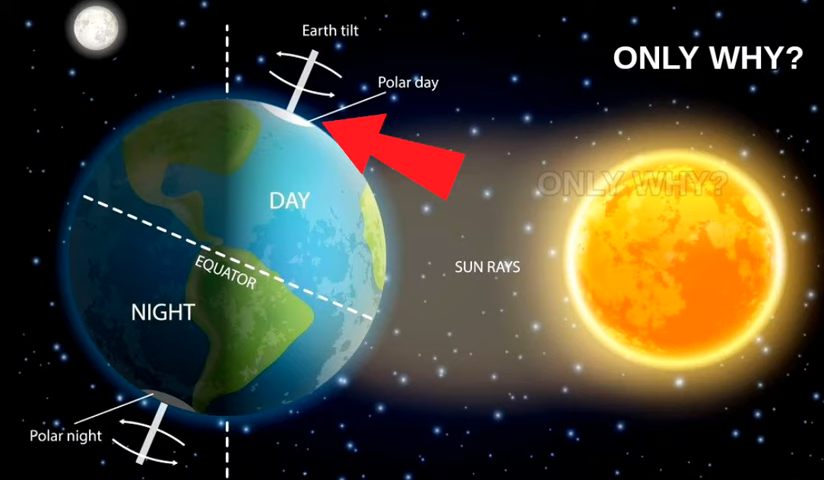 Earth tilt
ONLY WHY?
Polar day
ONLY WHY?
DAY
EQUATOR
SUN RAYS
NIGHT
Polar night